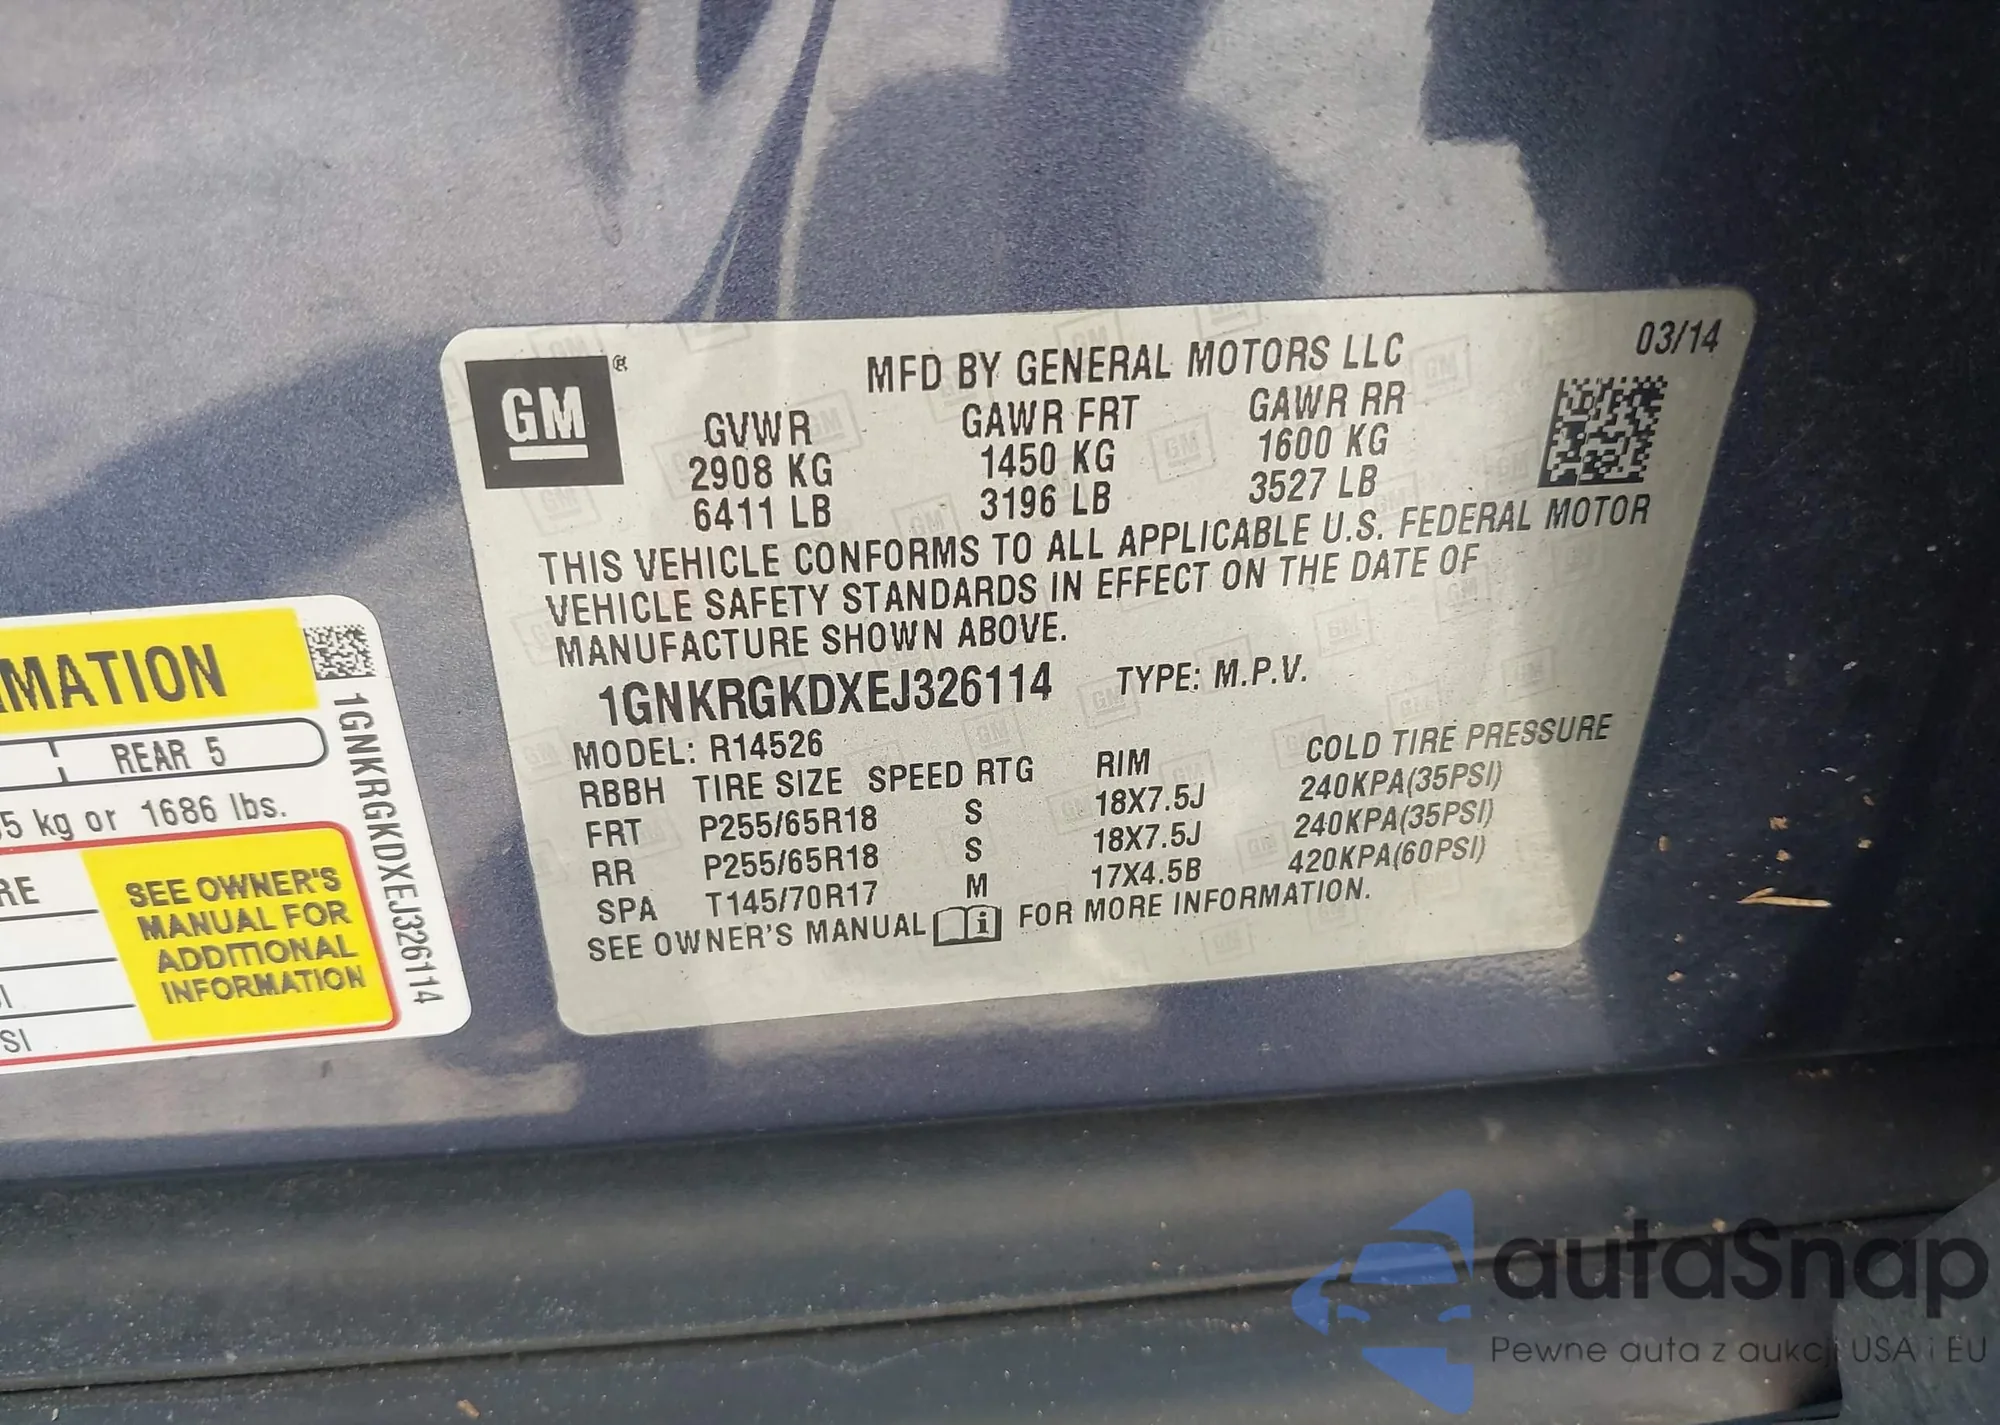 GM
®
MFD BY GENERAL MOTORS LLC
03/14
GVWR GAWR FRT GAWR RR
2908 KG 1450 KG 1600 KG
6411 LB 3196 LB 3527 LB
THIS VEHICLE CONFORMS TO ALL APPLICABLE U.S. FEDERAL MOTOR
VEHICLE SAFETY STANDARDS IN EFFECT ON THE DATE OF
MANUFACTURE SHOWN ABOVE.
1GNKRGKDXEJ326114 TYPE: M.P.V.
MODEL: R14526
RBBH TIRE SIZE SPEED RTG RIM COLD TIRE PRESSURE
FRT P255/65R18 S 18X7.5J 240KPA(35PSI)
RR P255/65R18 S 18X7.5J 240KPA(35PSI)
SPA T145/70R17 M 17X4.5B 420KPA(60PSI)
SEE OWNER'S MANUAL i FOR MORE INFORMATION.
MATION
REAR 5
5 kg or 1686 lbs.
RE
SEE OWNER'S
MANUAL FOR
ADDITIONAL
INFORMATION
I
SI
1GNKRGKDXEJ326114
autaSnap
Pewne auta z aukcji USA i EU